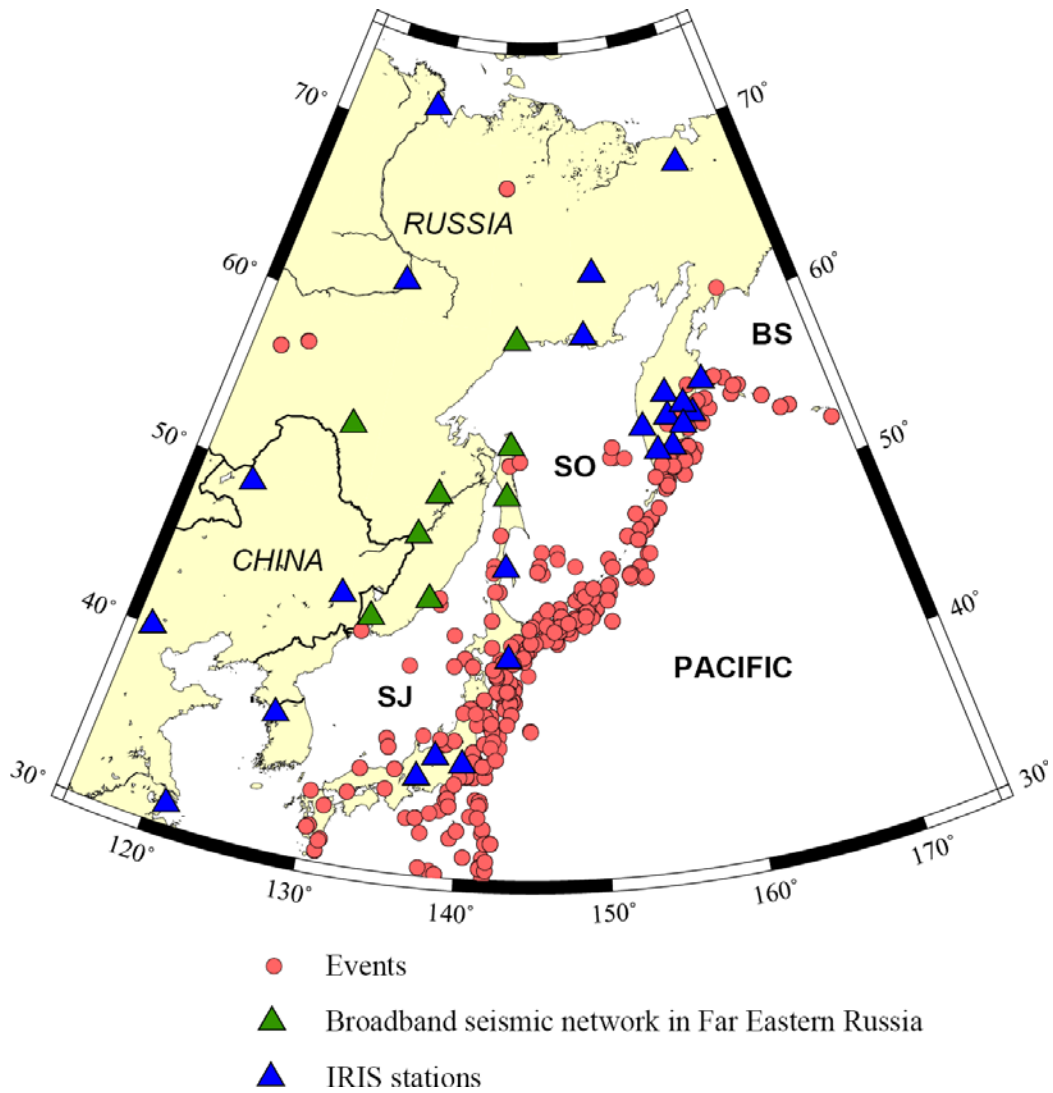 70°
70°
RUSSIA
60°
60°
BS
50°
50°
SO
CHINA
40°
40°
PACIFIC
SJ
30°
30°
120°
170°
130°
160°
140°
150°
Events
Broadband seismic network in Far Eastern Russia
IRIS stations